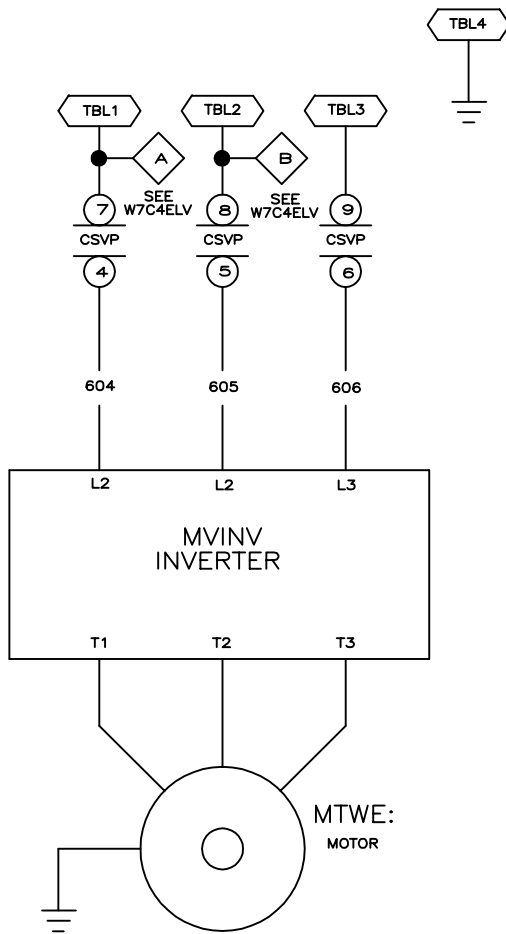 TBL4
TBL1 TBL2 TBL3
A B
SEE W7C4ELV SEE W7C4ELV
7 8 9
CSVP CSVP CSVP
4 5 6
604 605 606
L2 L2 L3
MVINV
INVERTER
T1 T2 T3
MTWE:
MOTOR